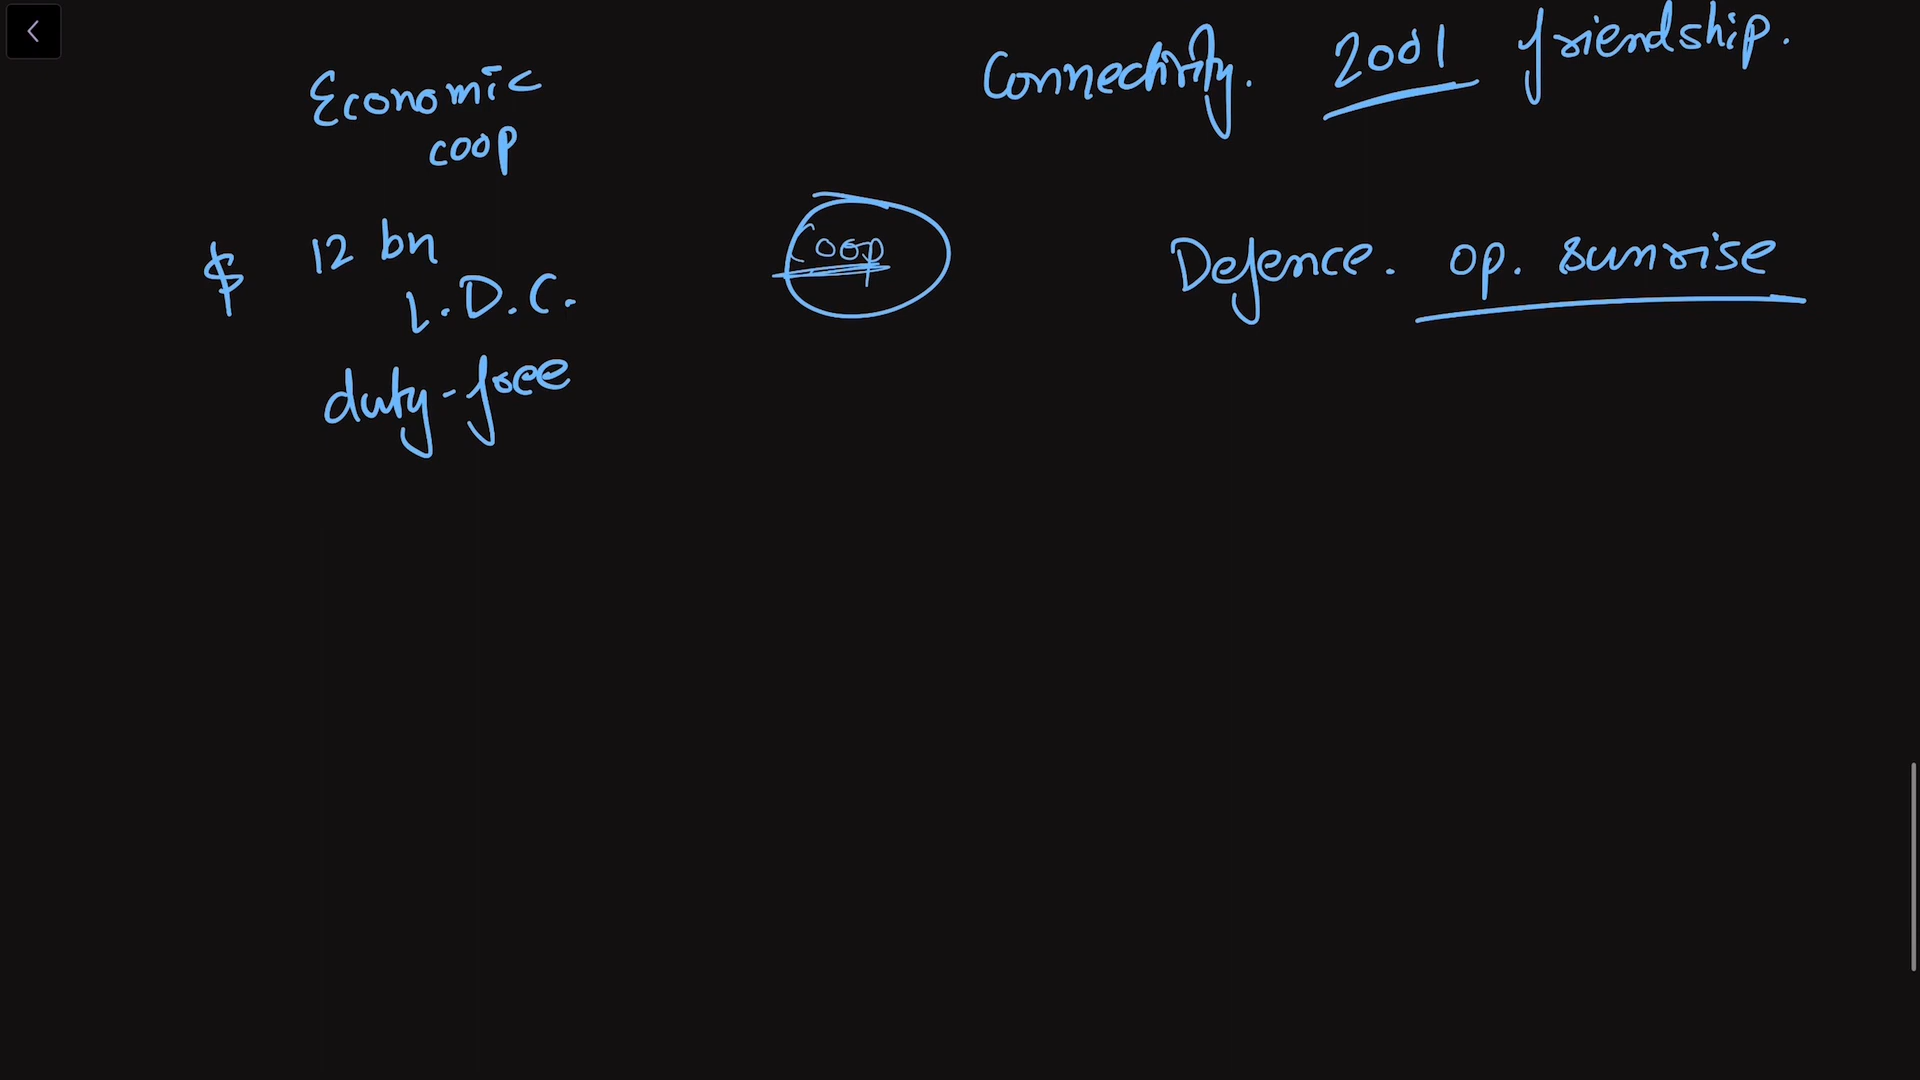 Connectivity. 2001 friendship.
Economic
coop
$ 12 bn
L.D.C.
duty-free
Coop
Defence. op. sunrise